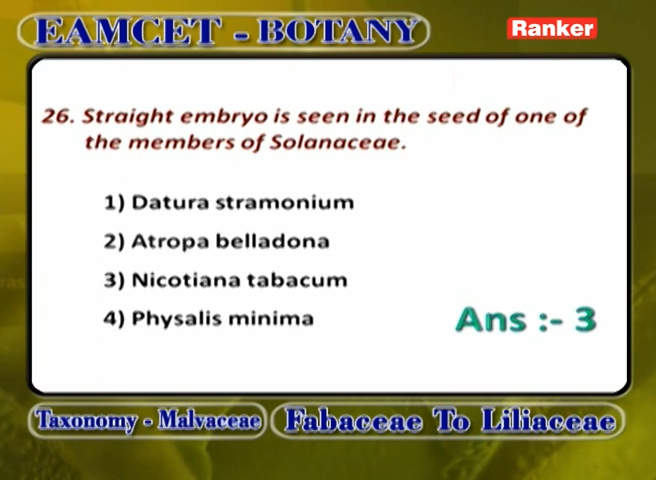 EAMCET - BOTANY
Ranker
26. Straight embryo is seen in the seed of one of
the members of Solanaceae.
1) Datura stramonium
2) Atropa belladona
3) Nicotiana tabacum
4) Physalis minima
Ans :- 3
Taxonomy - Malvaceae
Fabaceae To Liliaceae